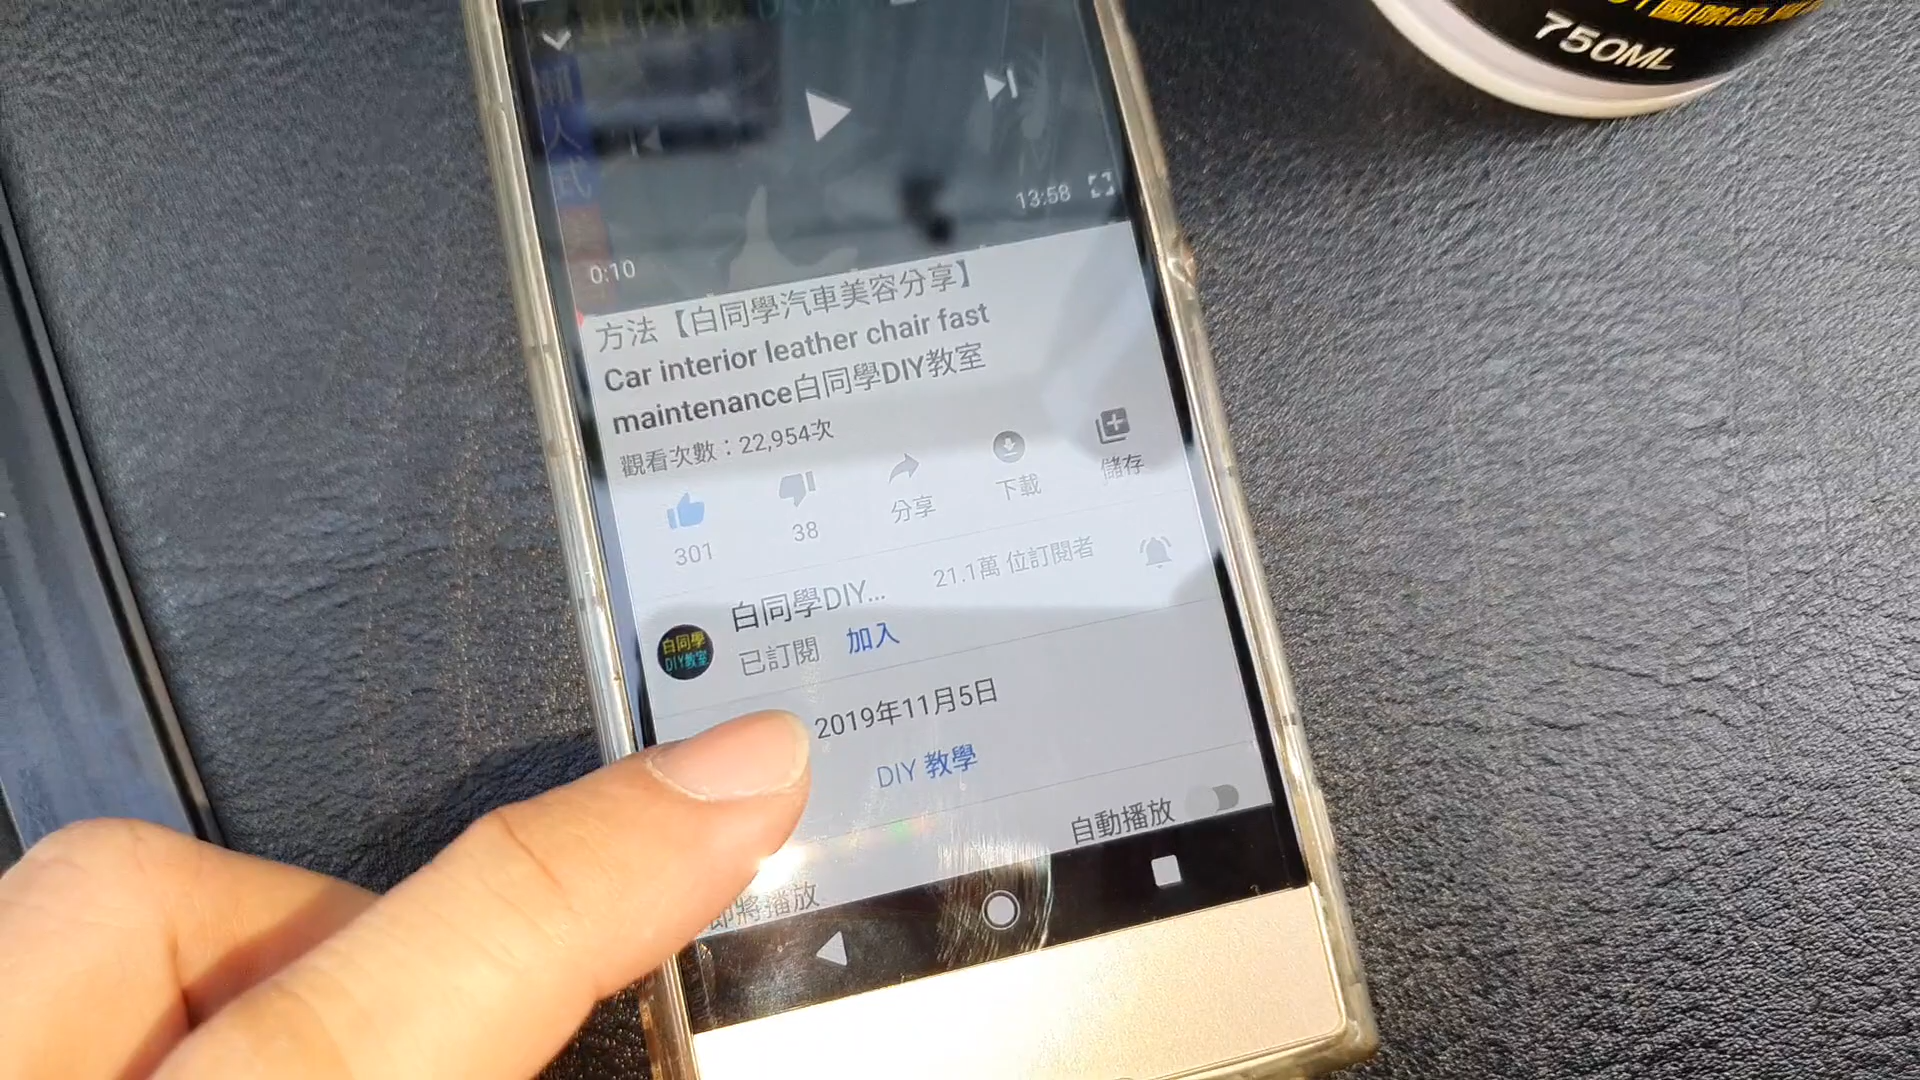 國際品
750ML
人式
13:58
0:10
方法【白同學汽車美容分享】
Car interior leather chair fast
maintenance白同學DIY教室
觀看次數：22,954次
301
38
分享
下載
儲存
白同學DIY...
21.1萬 位訂閱者
已訂閱
加入
白同學
DIY教室
2019年11月5日
DIY 教學
自動播放
即將播放